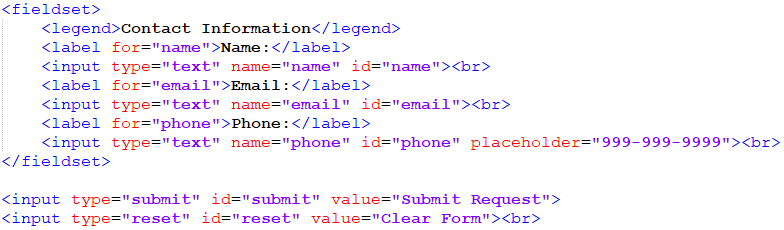 <fieldset>
    <legend>Contact Information</legend>
    <label for="name">Name:</label>
    <input type="text" name="name" id="name"><br>
    <label for="email">Email:</label>
    <input type="text" name="email" id="email"><br>
    <label for="phone">Phone:</label>
    <input type="text" name="phone" id="phone" placeholder="999-999-9999"><br>
</fieldset>

<input type="submit" id="submit" value="Submit Request">
<input type="reset" id="reset" value="Clear Form"><br>